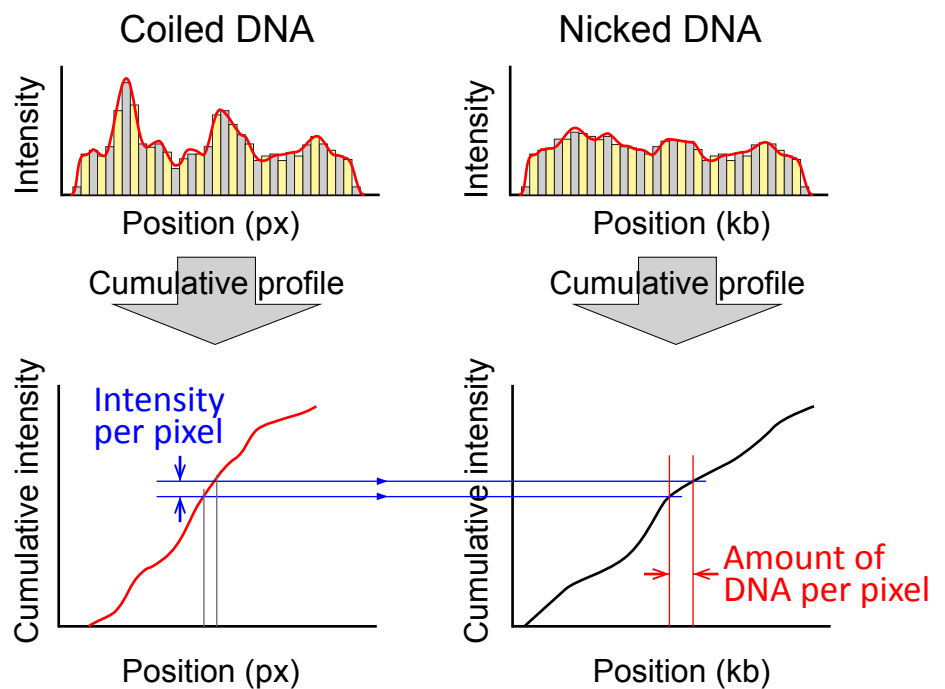 Coiled DNA
Nicked DNA
Intensity
Intensity
Position (px)
Position (kb)
Cumulative profile
Cumulative profile
Cumulative intensity
Intensity
per pixel
Cumulative intensity
Amount of
DNA per pixel
Position (px)
Position (kb)